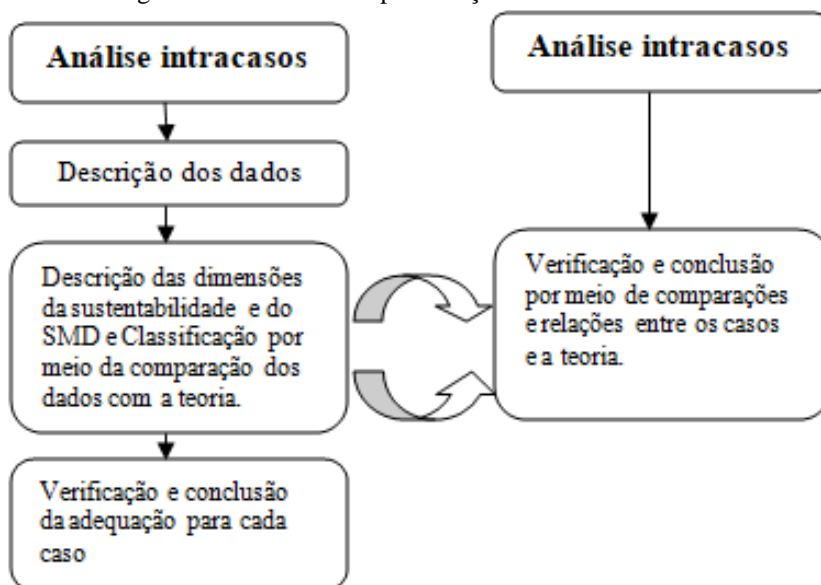 Análise intracasos
Descrição dos dados
Descrição das dimensões
da sustentabilidade e do
SMD e Classificação por
meio da comparação dos
dados com a teoria.
Verificação e conclusão
da adequação para cada
caso
Análise intracasos
Verificação e conclusão
por meio de comparações
e relações entre os casos
e a teoria.